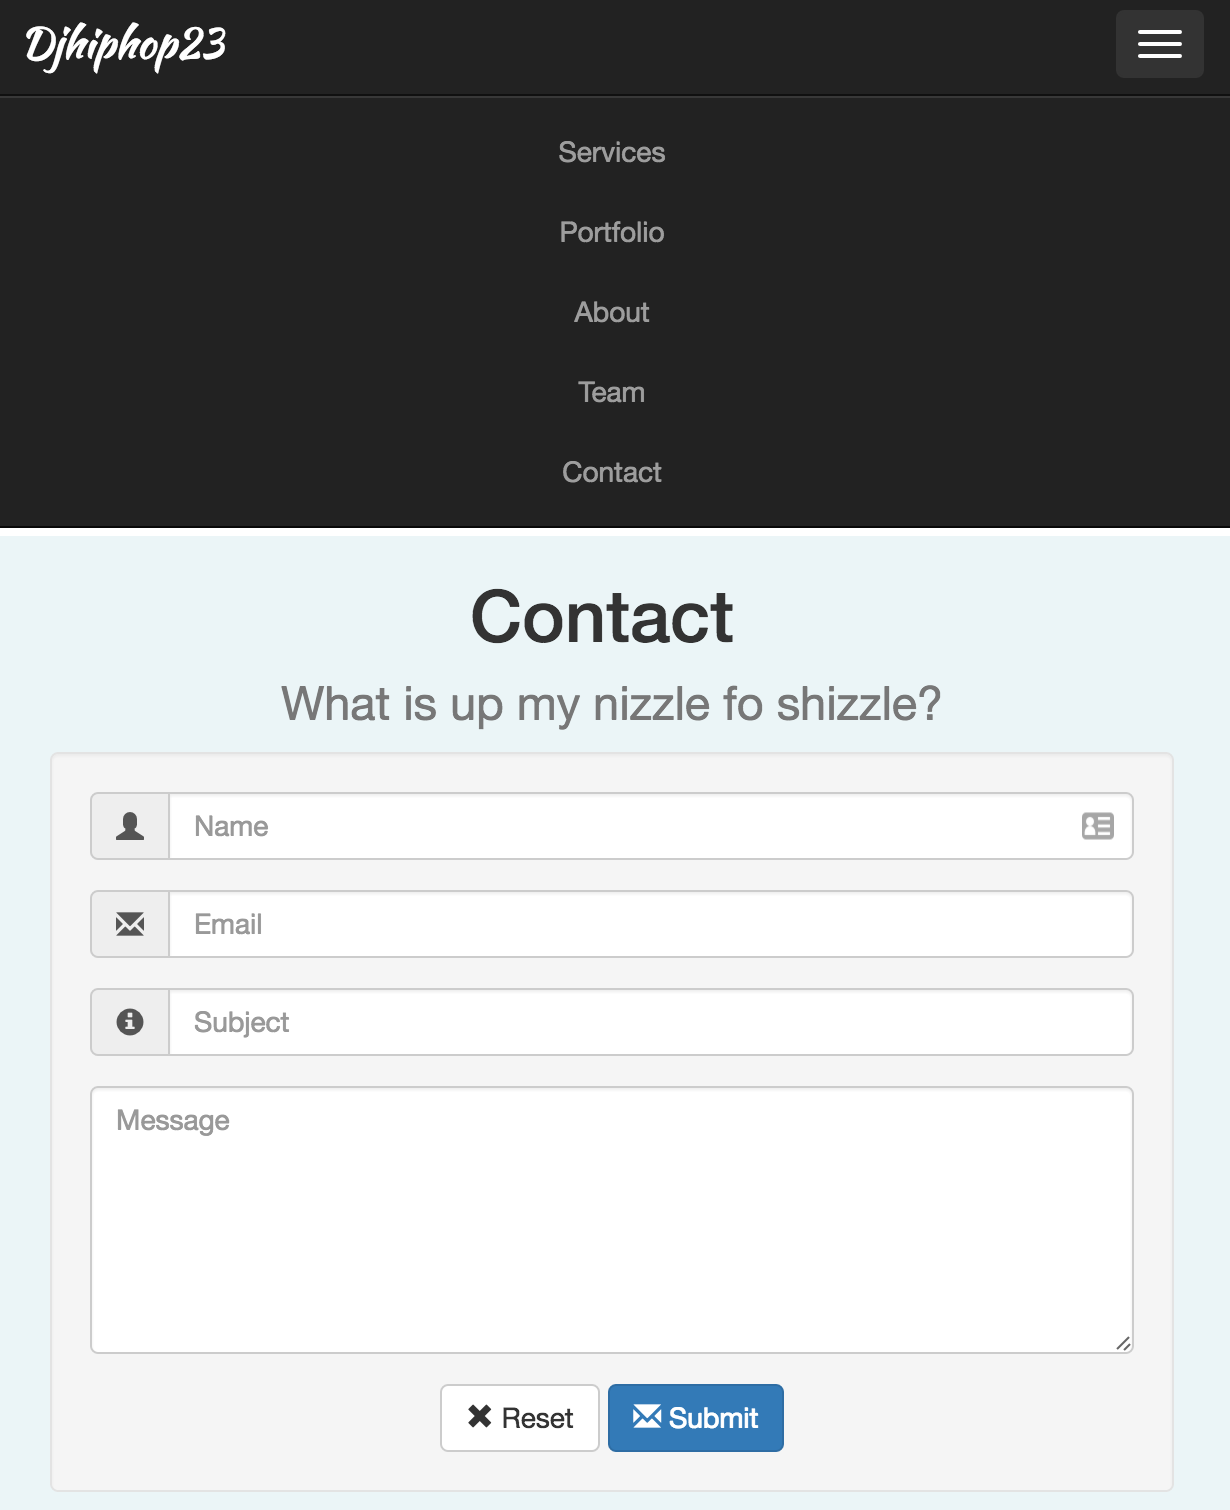 Djhiphop23
Services
Portfolio
About
Team
Contact
Contact
What is up my nizzle fo shizzle?
Name
Email
Subject
Message
Reset
Submit